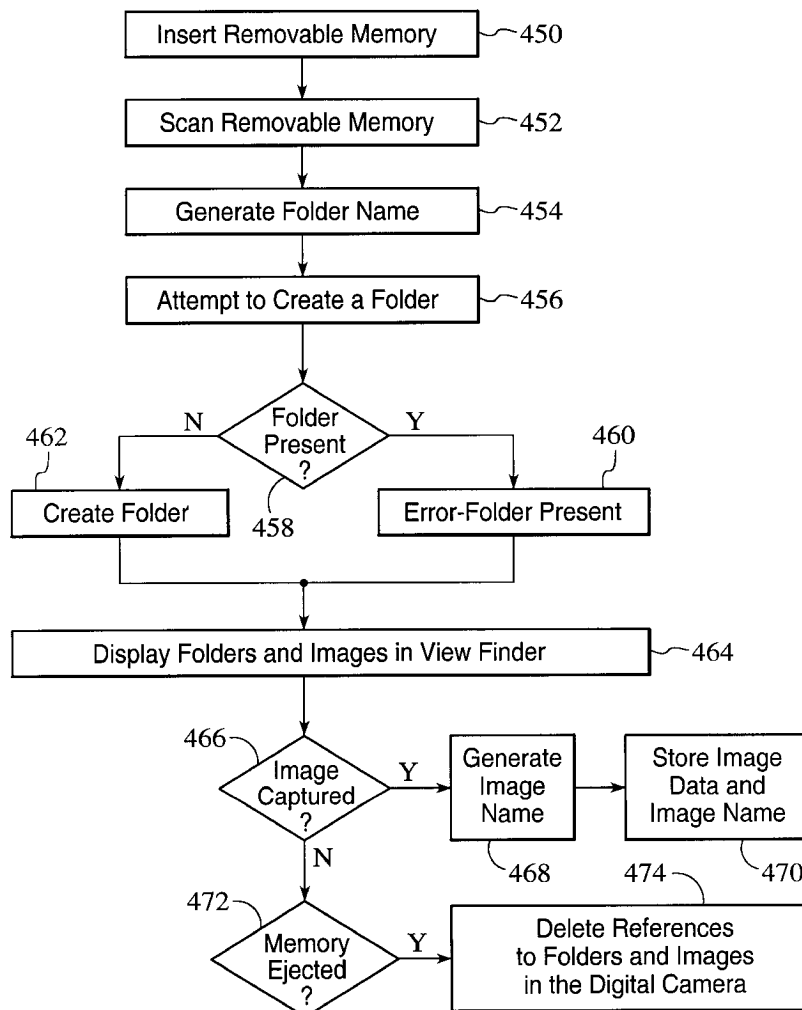 Insert Removable Memory
450
Scan Removable Memory
452
Generate Folder Name
454
Attempt to Create a Folder
456
N
Folder
Present
?
Y
458
462
460
Create Folder
Error-Folder Present
Display Folders and Images in View Finder
464
466
Image
Captured
?
Y
N
Generate
Image
Name
468
Store Image
Data and
Image Name
470
472
Memory
Ejected
?
Y
474
Delete References
to Folders and Images
in the Digital Camera